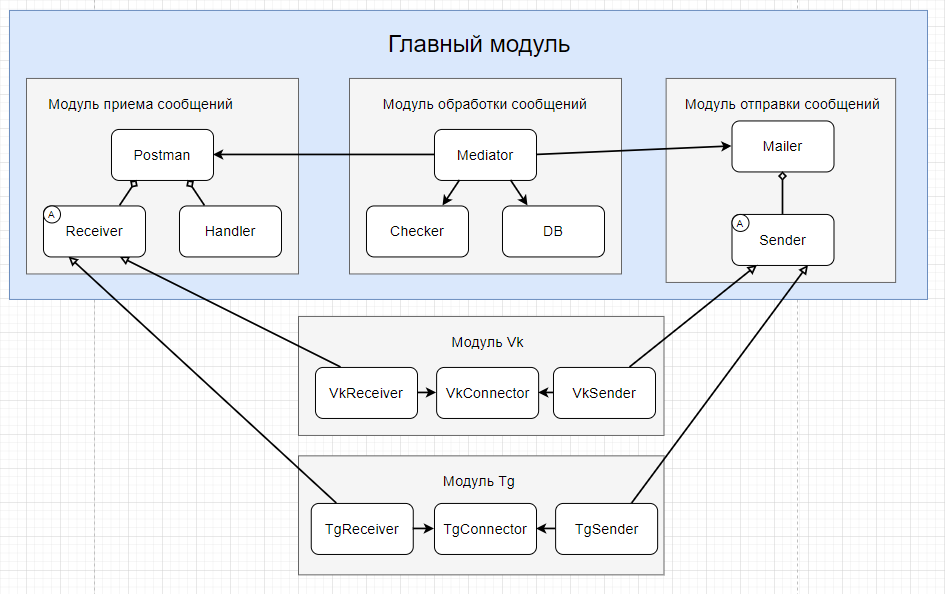 Главный модуль
Модуль приема сообщений
Модуль обработки сообщений
Модуль отправки сообщений
Postman
Mediator
Mailer
A
Receiver
Handler
Checker
DB
A
Sender
Модуль Vk
VkReceiver
VkConnector
VkSender
Модуль Tg
TgReceiver
TgConnector
TgSender